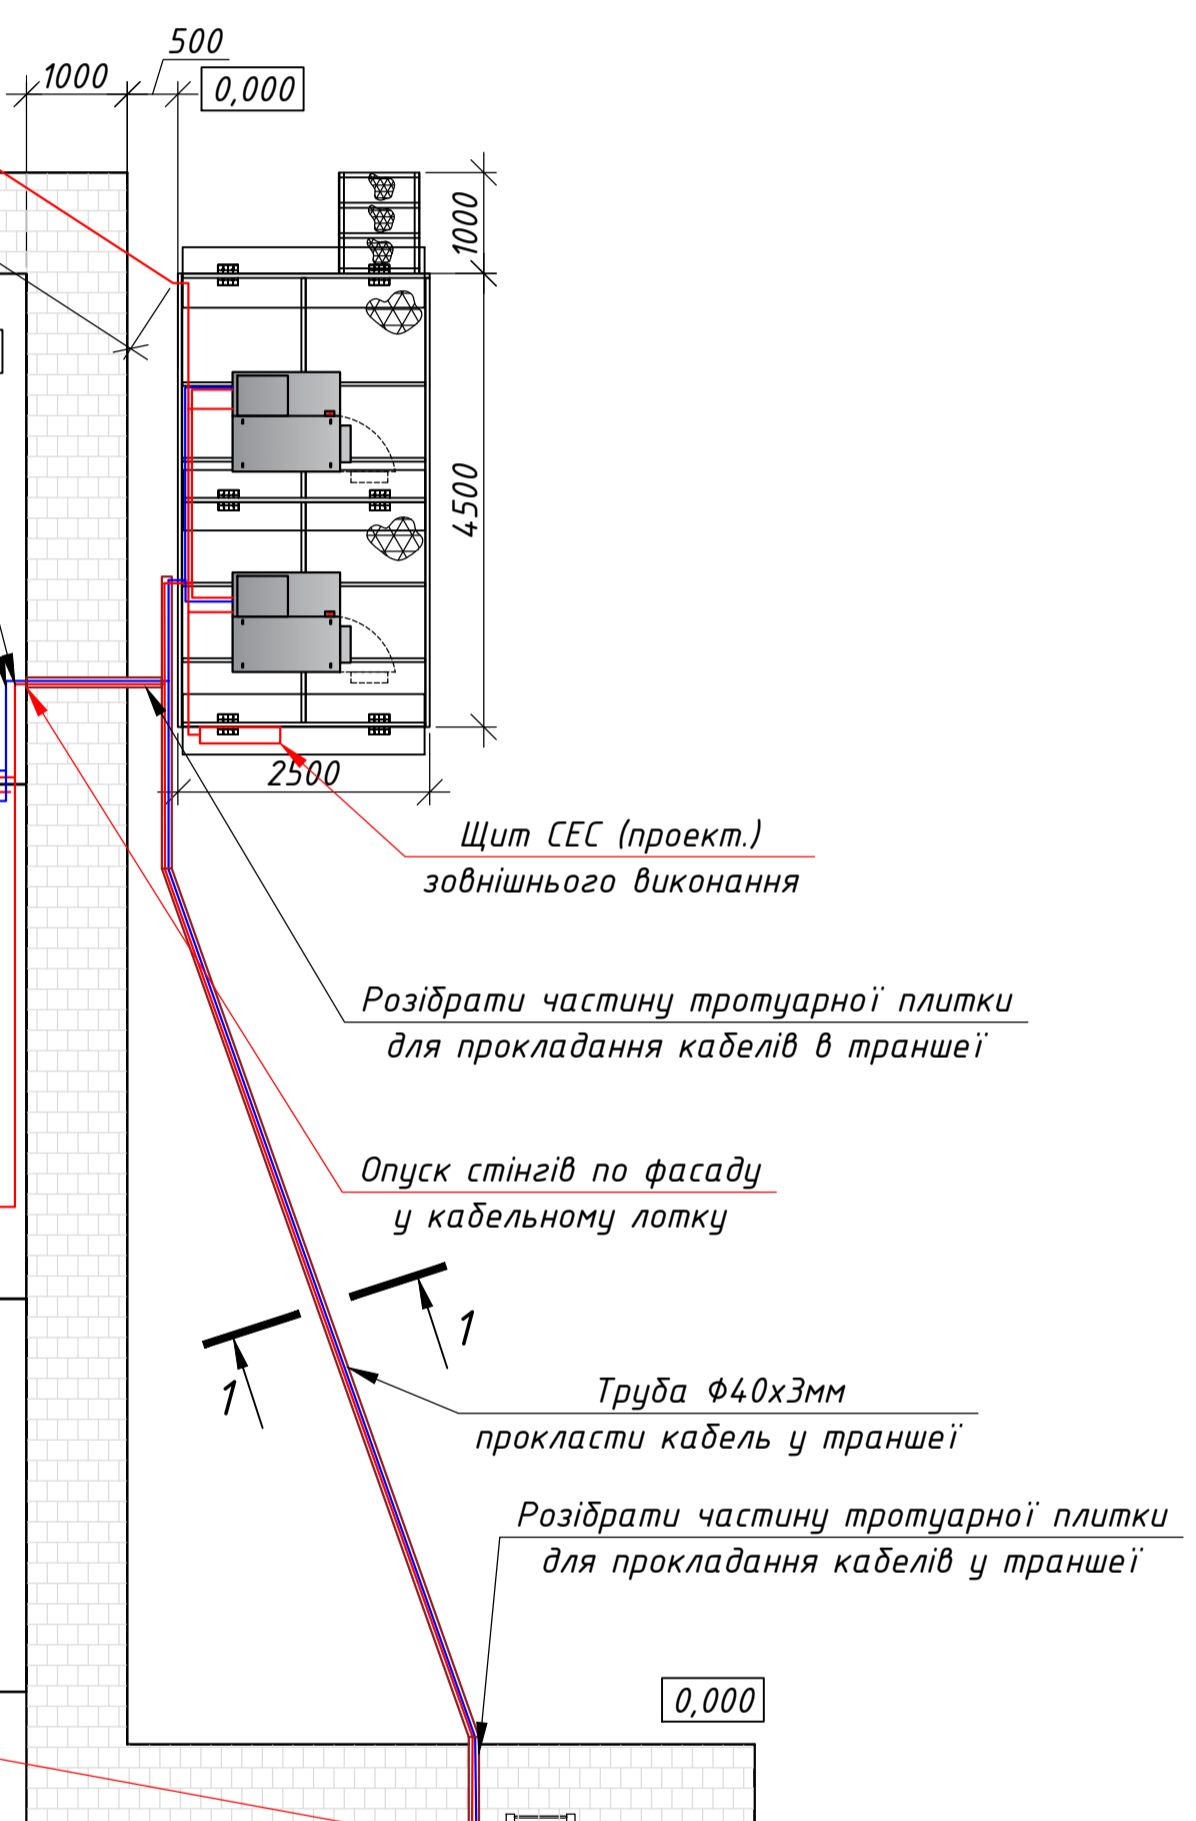 500
1000
0,000
1000
4500
2500
Щит СЕС (проект.)
зовнішнього виконання
Розібрати частину тротуарної плитки
для прокладання кабелів в траншеї
Опуск стінгів по фасаду
у кабельному лотку
1
1
Труба Ф40х3мм
прокласти кабель у траншеї
Розібрати частину тротуарної плитки
для прокладання кабелів у траншеї
0,000